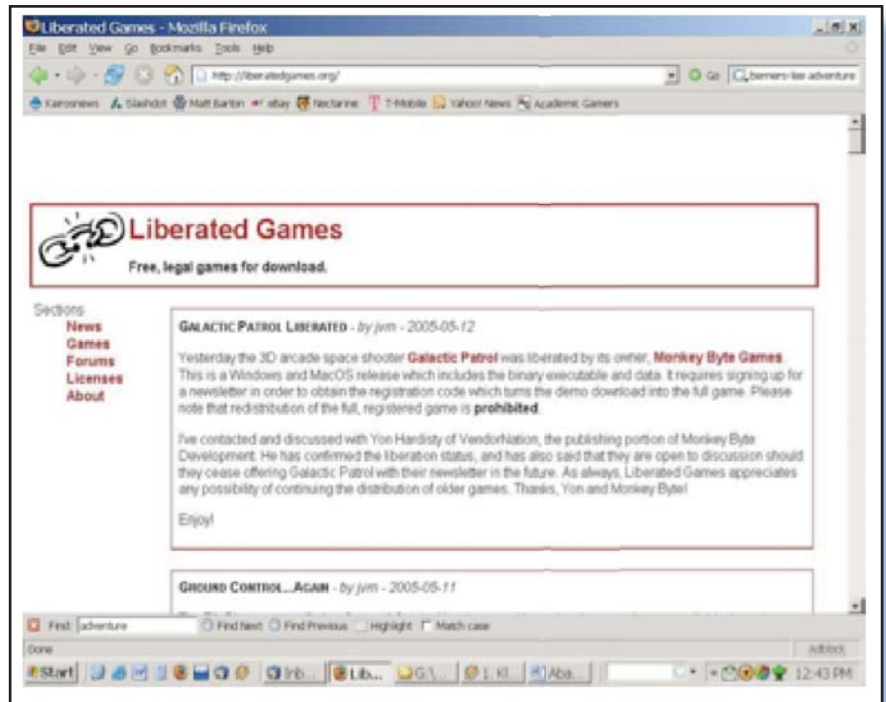 Liberated Games - Mozilla Firefox
File Edit View Go Bookmarks Tools Help
http://liberatedgames.org/ Go berners-lee adventure
Kairosnews Slashdot Matt Barton eBay Nectarine T-Mobile Yahoo! News Academic Gamers
Liberated Games
Free, legal games for download.
Sections
News
Games
Forums
Licenses
About
GALACTIC PATROL LIBERATED - by jvm - 2005-05-12
Yesterday the 3D arcade space shooter Galactic Patrol was liberated by its owner, Monkey Byte Games.
This is a Windows and MacOS release which includes the binary executable and data. It requires signing up for
a newsletter in order to obtain the registration code which turns the demo download into the full game. Please
note that redistribution of the full, registered game is prohibited.
I've contacted and discussed with Yon Hardisty of VendorNation, the publishing portion of Monkey Byte
Development. He has confirmed the liberation status, and has also said that they are open to discussion should
they cease offering Galactic Patrol with their newsletter in the future. As always, Liberated Games appreciates
any possibility of continuing the distribution of older games. Thanks, Yon and Monkey Byte!
Enjoy!
GROUND CONTROL...AGAIN - by jvm - 2005-05-11
Find: adventure Find Next Find Previous Highlight Match case
Done Adblock
Start Inb... Lib... G:\... 1. Kl... Aba... 12:43 PM